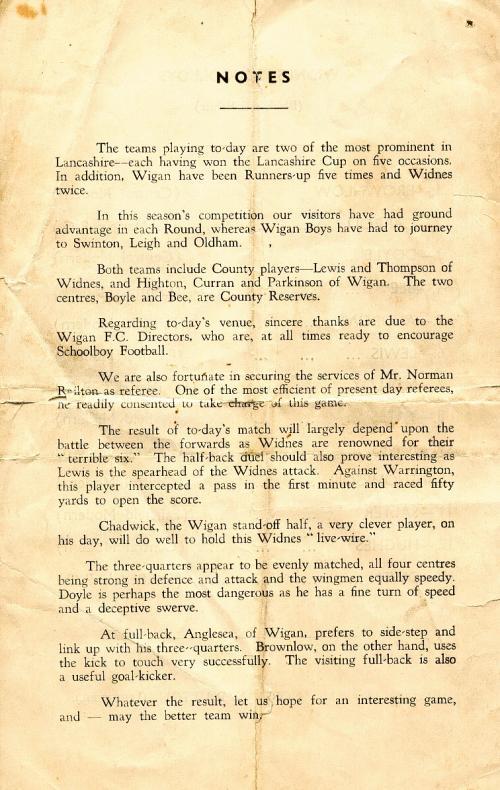 NOTES
The teams playing to-day are two of the most prominent in
Lancashire—each having won the Lancashire Cup on five occasions.
In addition, Wigan have been Runners-up five times and Widnes
twice.
In this season's competition our visitors have had ground
advantage in each Round, whereas Wigan Boys have had to journey
to Swinton, Leigh and Oldham.
Both teams include County players—Lewis and Thompson of
Widnes, and Highton, Curran and Parkinson of Wigan. The two
centres, Boyle and Bee, are County Reserves.
Regarding to-day's venue, sincere thanks are due to the
Wigan F.C. Directors, who are, at all times ready to encourage
Schoolboy Football.
We are also fortunate in securing the services of Mr. Norman
Railton as referee. One of the most efficient of present day referees,
he readily consented to take charge of this game.
The result of to-day's match will largely depend upon the
battle between the forwards as Widnes are renowned for their
"terrible six." The half-back duel should also prove interesting as
Lewis is the spearhead of the Widnes attack. Against Warrington,
this player intercepted a pass in the first minute and raced fifty
yards to open the score.
Chadwick, the Wigan stand-off half, a very clever player, on
his day, will do well to hold this Widnes "live-wire."
The three-quarters appear to be evenly matched, all four centres
being strong in defence and attack and the wingmen equally speedy.
Doyle is perhaps the most dangerous as he has a fine turn of speed
and a deceptive swerve.
At full-back, Anglesea, of Wigan, prefers to side-step and
link up with his three-quarters. Brownlow, on the other hand, uses
the kick to touch very successfully. The visiting full-back is also
a useful goal-kicker.
Whatever the result, let us hope for an interesting game,
and — may the better team win.